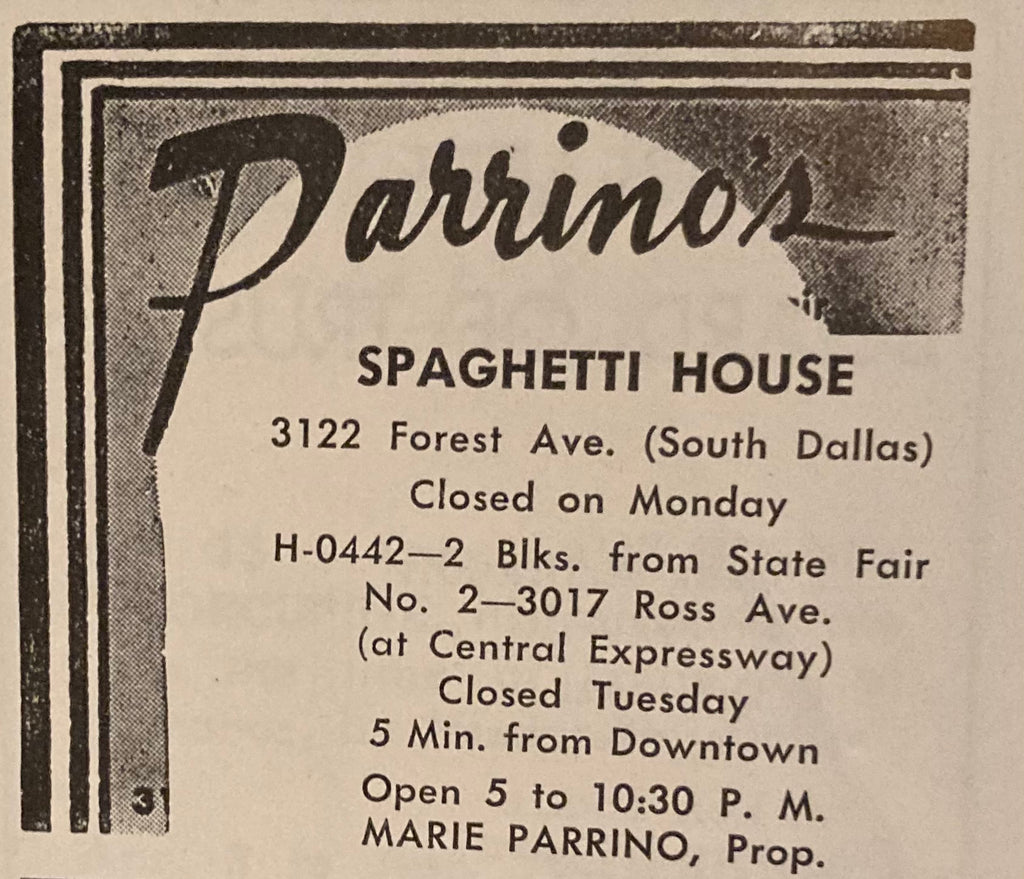 Parrino's
SPAGHETTI HOUSE
3122 Forest Ave. (South Dallas)
Closed on Monday
H-0442—2 Blks. from State Fair
No. 2—3017 Ross Ave.
(at Central Expressway)
Closed Tuesday
5 Min. from Downtown
Open 5 to 10:30 P. M.
MARIE PARRINO, Prop.
3